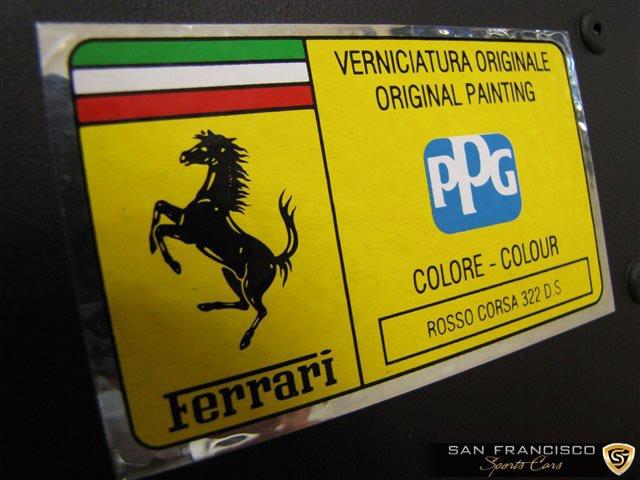 VERNICIATURA ORIGINALE
ORIGINAL PAINTING
PPG
COLORE - COLOUR
ROSSO CORSA 322 D.S
Ferrari
SAN FRANCISCO
Sports Cars